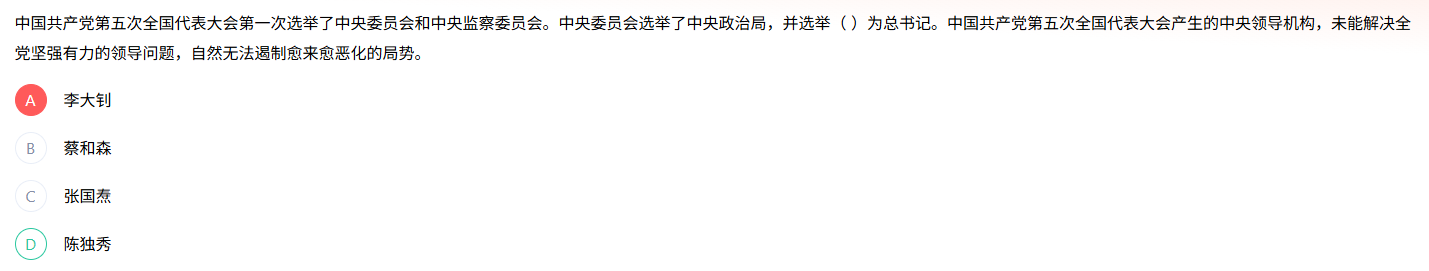 中国共产党第五次全国代表大会第一次选举了中央委员会和中央监察委员会。中央委员会选举了中央政治局，并选举（ ）为总书记。中国共产党第五次全国代表大会产生的中央领导机构，未能解决全
党坚强有力的领导问题，自然无法遏制愈来愈恶化的局势。
A 李大钊
B 蔡和森
C 张国焘
D 陈独秀